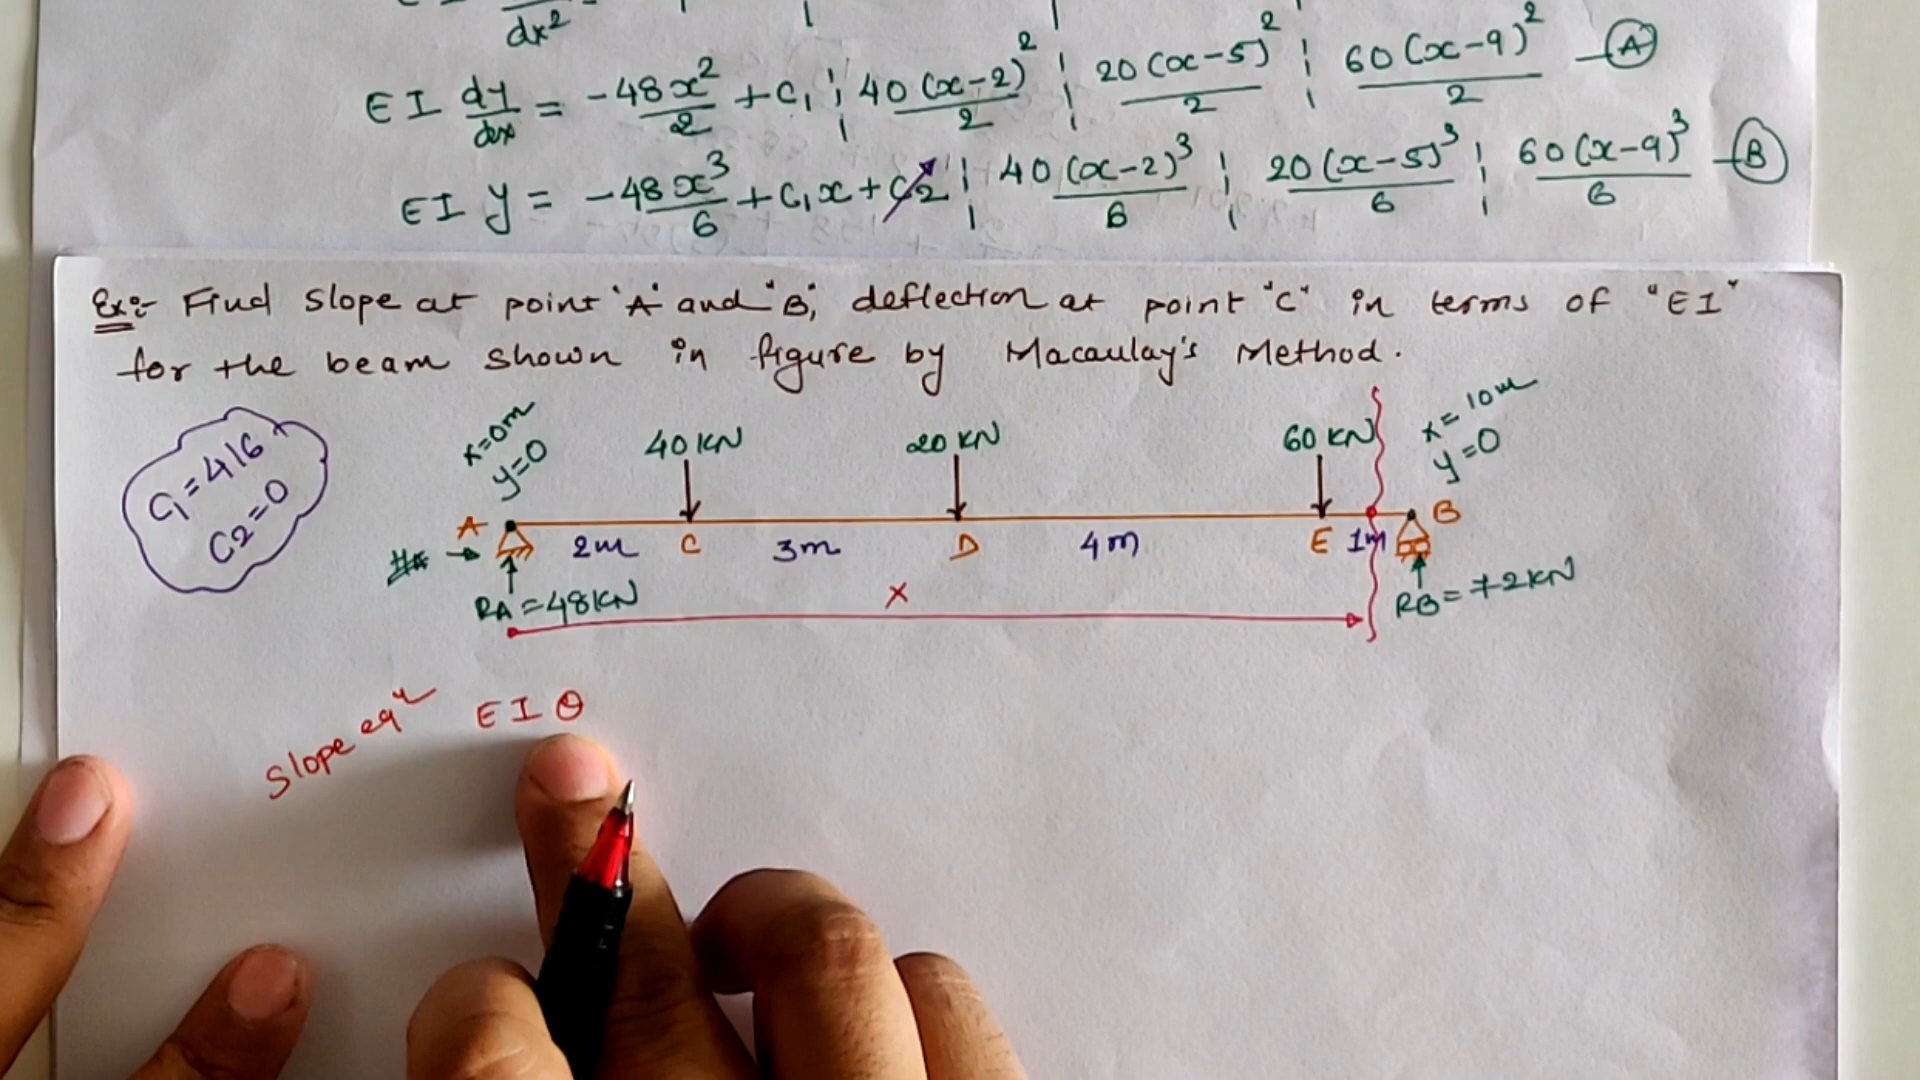 dx²
EI dy/dx = -48x²/2 + C₁ ¦ 40(x-2)²/2 ¦ 20(x-5)²/2 ¦ 60(x-9)²/2 —Ⓐ
EI y = -48x³/6 + C₁x + C2 ¦ 40(x-2)³/6 ¦ 20(x-5)³/6 ¦ 60(x-9)³/6 —Ⓑ
Ex:- Find slope at point "A" and "B", deflection at point "C" in terms of "EI"
for the beam shown in figure by Macaulay's Method.
C₁ = 416
C2 = 0
x=0m
y=0
40 KN
20 KN
60 KN
x=10m
y=0
A
2m
C
3m
D
4m
E
1m
B
RA = 48KN
X
RB = 72KN
Slope eqⁿ
EI θ